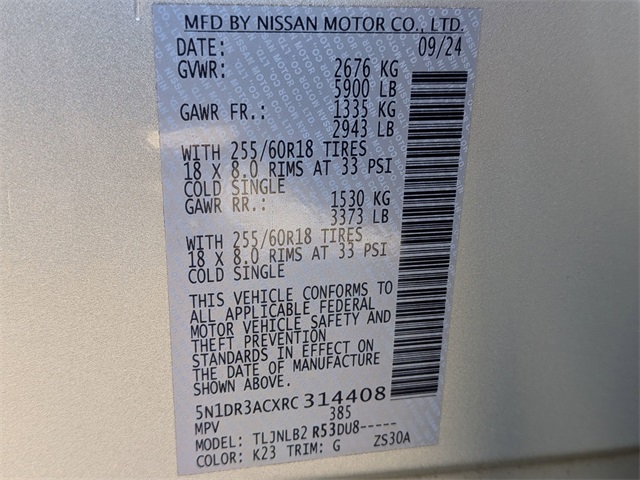 MFD BY NISSAN MOTOR CO., LTD.
DATE: 09/24
GVWR: 2676 KG
5900 LB
GAWR FR.: 1335 KG
2943 LB
WITH 255/60R18 TIRES
18 X 8.0 RIMS AT 33 PSI
COLD SINGLE
GAWR RR.: 1530 KG
3373 LB
WITH 255/60R18 TIRES
18 X 8.0 RIMS AT 33 PSI
COLD SINGLE
THIS VEHICLE CONFORMS TO
ALL APPLICABLE FEDERAL
MOTOR VEHICLE SAFETY AND
THEFT PREVENTION
STANDARDS IN EFFECT ON
THE DATE OF MANUFACTURE
SHOWN ABOVE.
5N1DR3ACXRC 314408
MPV 385
MODEL: TLJNLB2 R53DU8-----
COLOR: K23 TRIM: G ZS30A